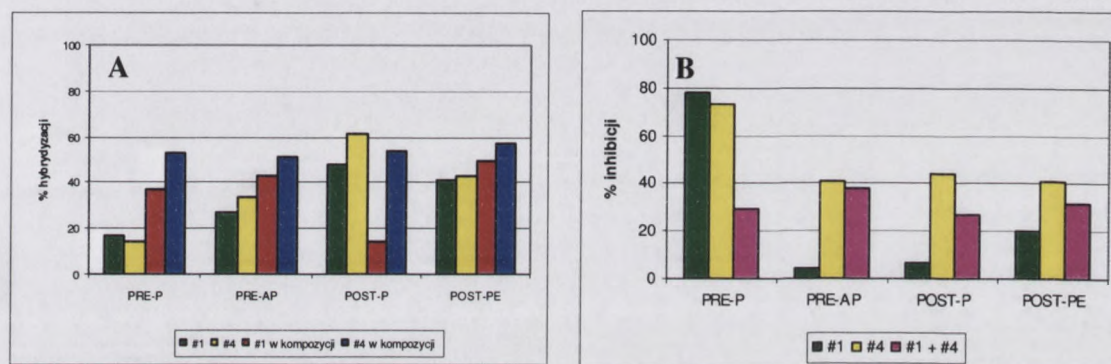 A
% hybrydyzacji
100
80
60
40
20
0
PRE-P PRE-AP POST-P POST-PE
#1 #4 #1 w kompozycji #4 w kompozycji
B
% inhibicji
100
80
60
40
20
0
PRE-P PRE-AP POST-P POST-PE
#1 #4 #1 + #4